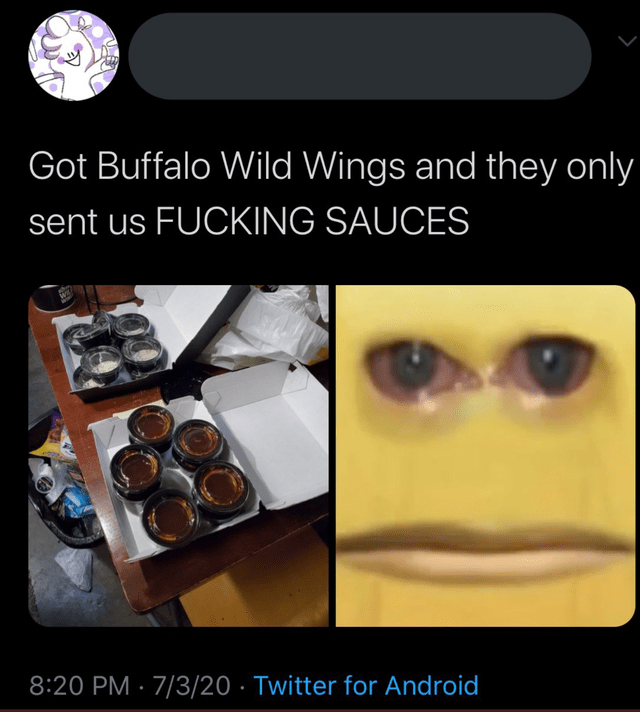 Got Buffalo Wild Wings and they only
sent us FUCKING SAUCES
8:20 PM · 7/3/20 · Twitter for Android